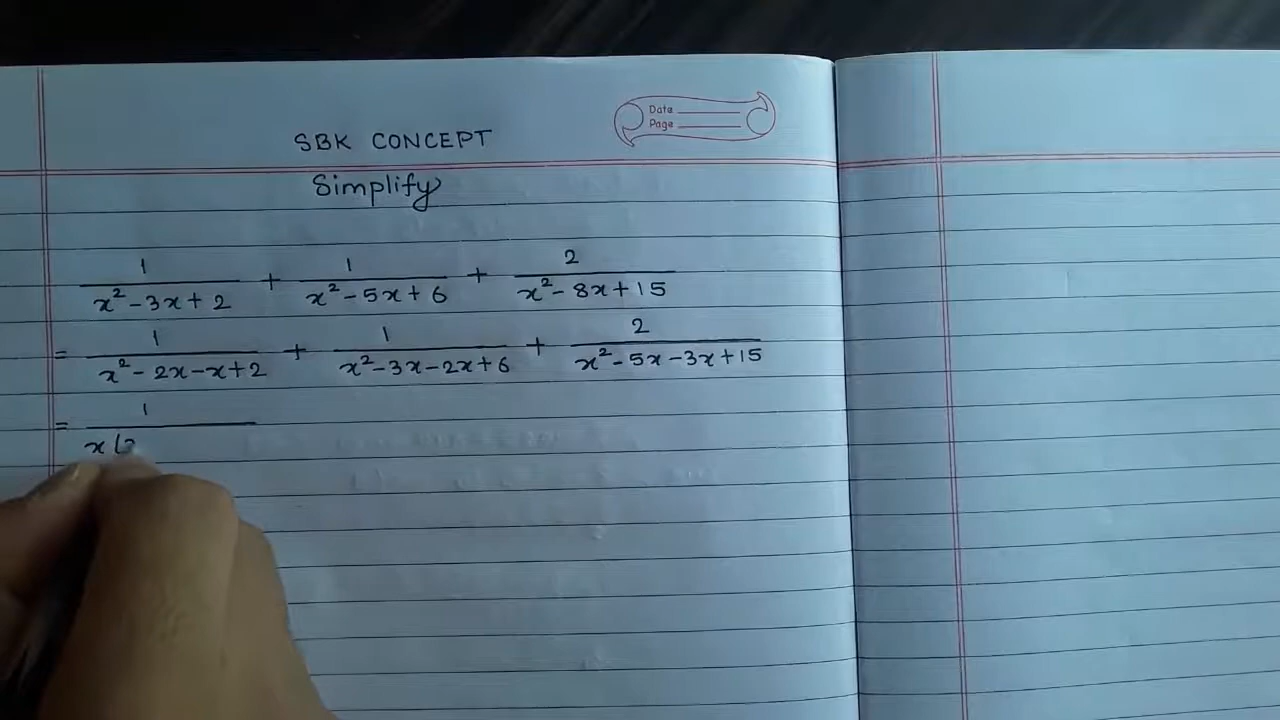 Date
Page
SBK CONCEPT
Simplify
1/(x²-3x+2) + 1/(x²-5x+6) + 2/(x²-8x+15)
= 1/(x²-2x-x+2) + 1/(x²-3x-2x+6) + 2/(x²-5x-3x+15)
= 1/x(